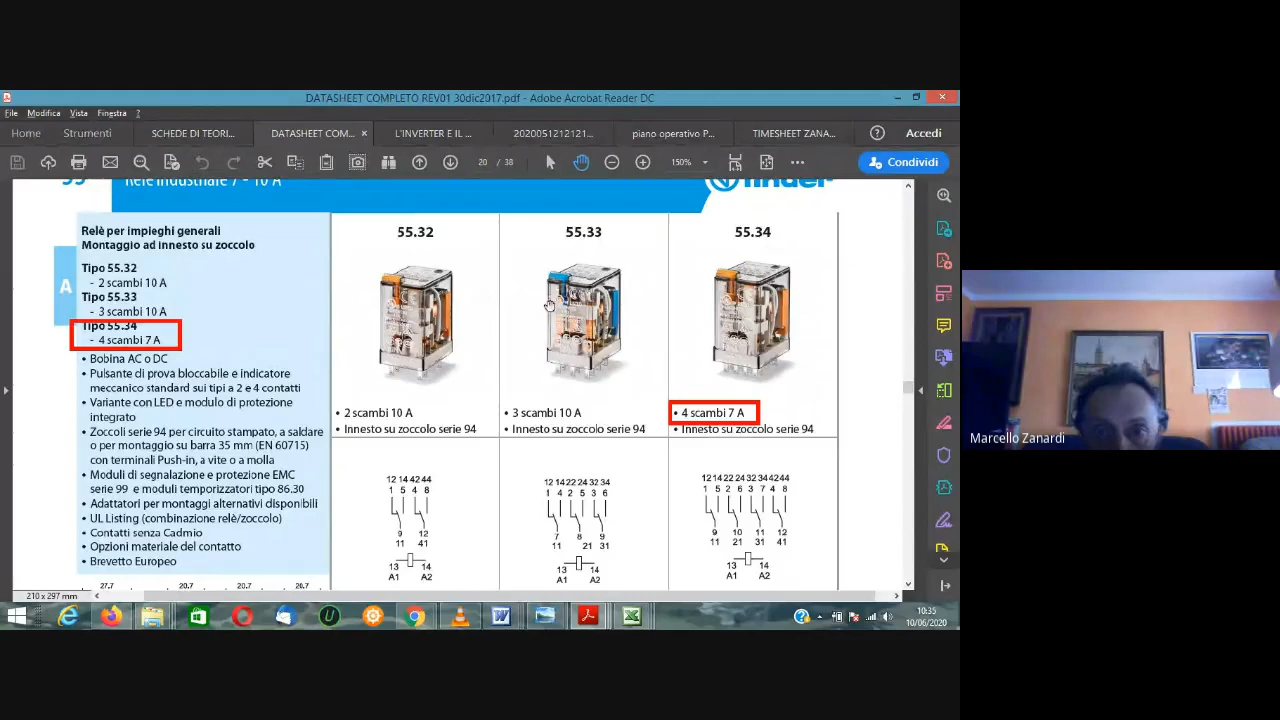 DATASHEET COMPLETO REV01 30dic2017.pdf - Adobe Acrobat Reader DC
File Modifica Vista Finestra ?
Home Strumenti SCHEDE DI TEORI... DATASHEET COM... × L'INVERTER E IL ... 2020051212121... piano operativo P... TIMESHEET ZANA... Accedi
20 / 38 150% Condividi
Relè industriale 7 - 10 A
finder
Relè per impieghi generali
Montaggio ad innesto su zoccolo
Tipo 55.32
- 2 scambi 10 A
Tipo 55.33
- 3 scambi 10 A
Tipo 55.34
- 4 scambi 7 A
A
• Bobina AC o DC
• Pulsante di prova bloccabile e indicatore
meccanico standard sui tipi a 2 e 4 contatti
• Variante con LED e modulo di protezione
integrato
• Zoccoli serie 94 per circuito stampato, a saldare
o per montaggio su barra 35 mm (EN 60715)
con terminali Push-in, a vite o a molla
• Moduli di segnalazione e protezione EMC
serie 99 e moduli temporizzatori tipo 86.30
• Adattatori per montaggi alternativi disponibili
• UL Listing (combinazione relè/zoccolo)
• Contatti senza Cadmio
• Opzioni materiale del contatto
• Brevetto Europeo
27.7 20.7 20.7 20.7
55.32
• 2 scambi 10 A
• Innesto su zoccolo serie 94
12 14 42 44
1 5 4 8
9 12
11 41
13 14
A1 A2
55.33
• 3 scambi 10 A
• Innesto su zoccolo serie 94
12 14 22 24 32 34
1 4 2 5 3 6
7 8 9
11 21 31
13 14
A1 A2
55.34
• 4 scambi 7 A
• Innesto su zoccolo serie 94
12 14 22 24 32 34 42 44
1 5 2 6 3 7 4 8
9 10 11 12
11 21 31 41
13 14
A1 A2
210 x 297 mm
10:35
10/06/2020
Marcello Zanardi